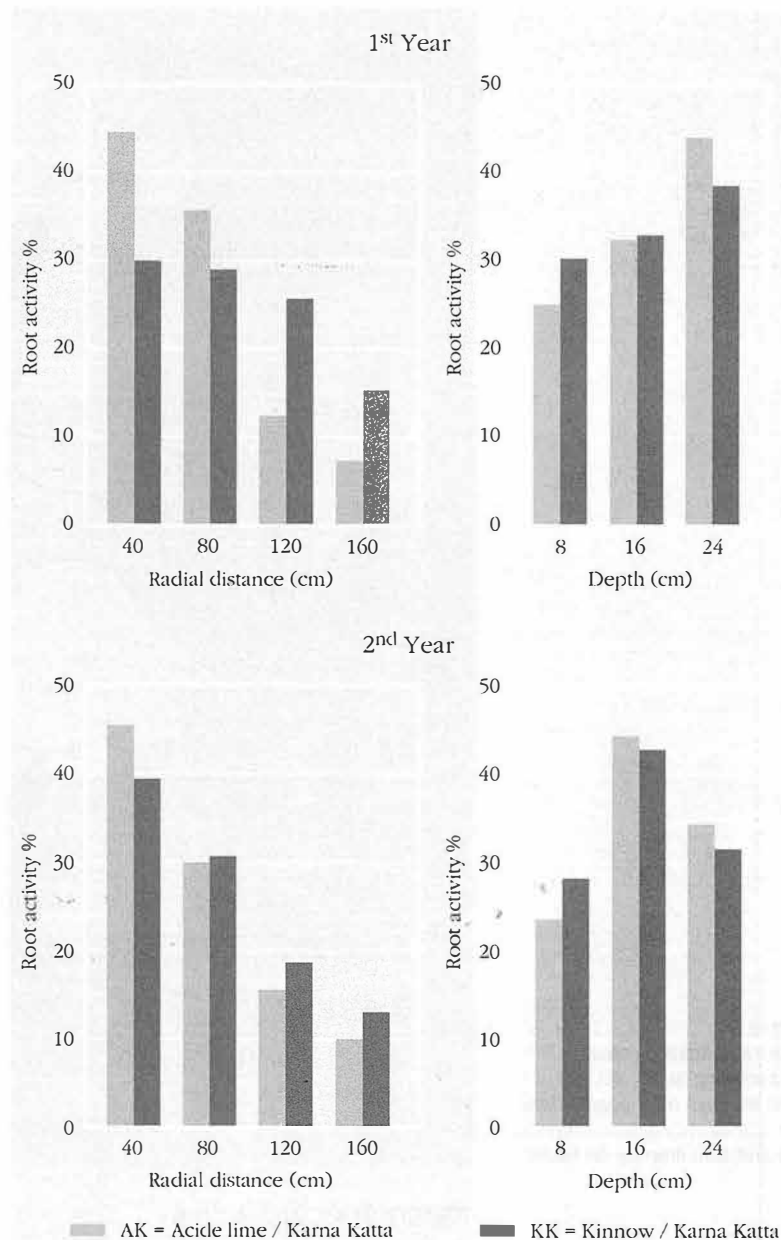 1st Year
50
40
30
20
10
0
Root activity %
40 80 120 160
Radial distance (cm)
50
40
30
20
10
0
Root activity %
8 16 24
Depth (cm)
2nd Year
50
40
30
20
10
0
Root activity %
40 80 120 160
Radial distance (cm)
50
40
30
20
10
0
Root activity %
8 16 24
Depth (cm)
AK = Acide lime / Karna Katta KK = Kinnow / Karna Katta